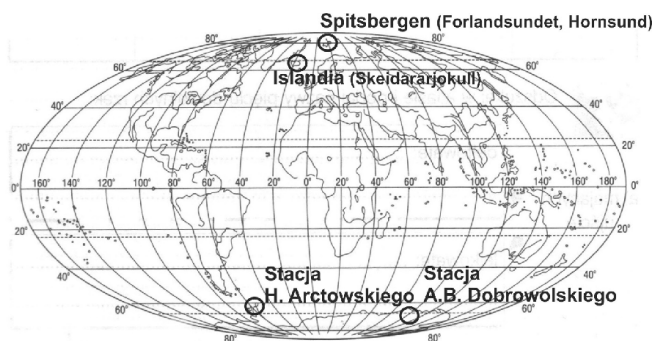 Spitsbergen (Forlandsundet, Hornsund)
80° 80°
60° 60°
Islandia (Skeidarárjokull)
40° 40°
20° 20°
0° 160° 140° 120° 100° 80° 60° 40° 20° 0° 20° 40° 60° 80° 100° 120° 140° 160° 180° 0°
20° 20°
40° 40°
Stacja Stacja
H. Arctowskiego A.B. Dobrowolskiego
60° 60°
80° 80°